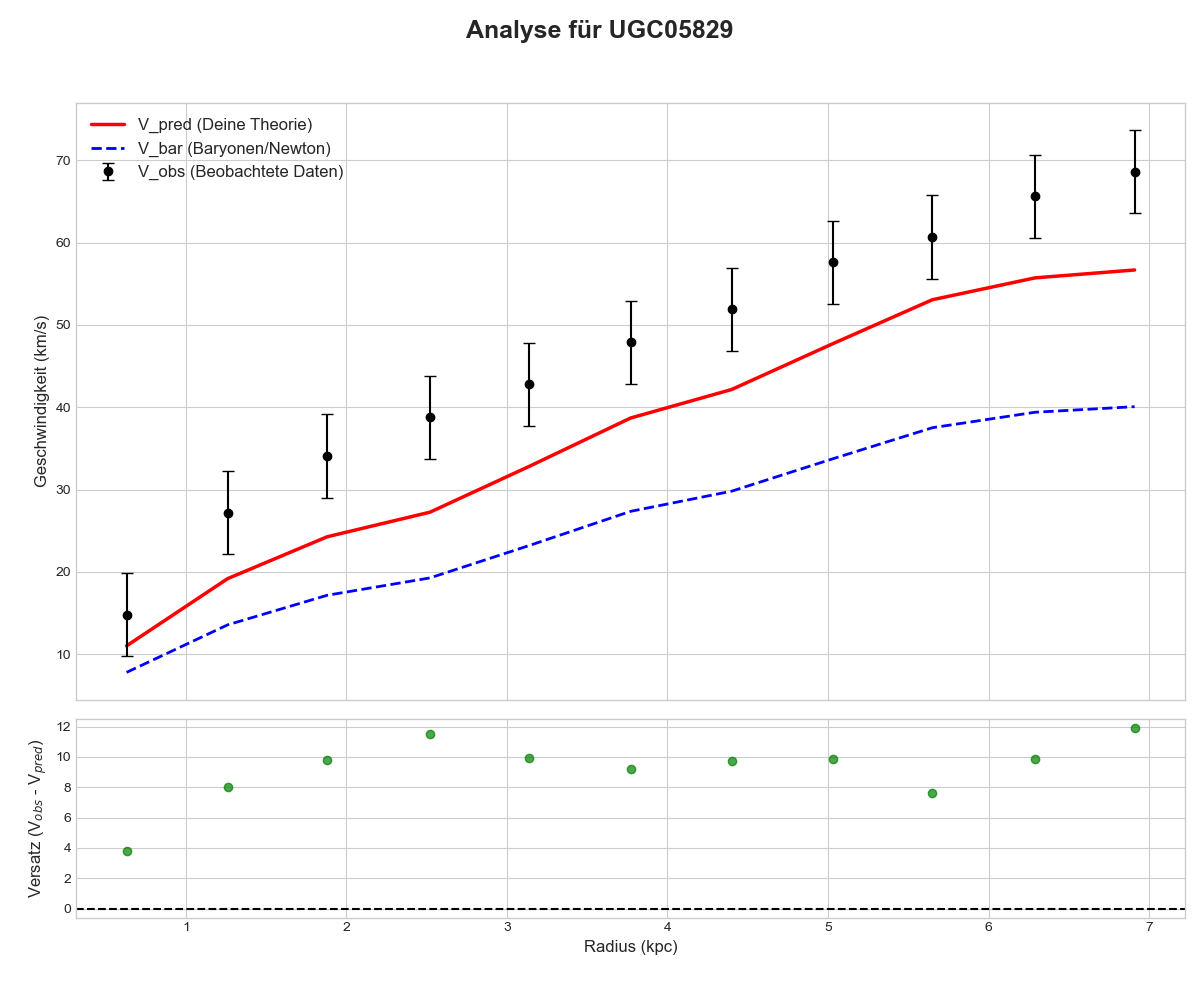 Analyse für UGC05829
V_pred (Deine Theorie)
V_bar (Baryonen/Newton)
V_obs (Beobachtete Daten)
Geschwindigkeit (km/s)
70
60
50
40
30
20
10
Versatz (V_obs - V_pred)
12
10
8
6
4
2
0
1 2 3 4 5 6 7
Radius (kpc)